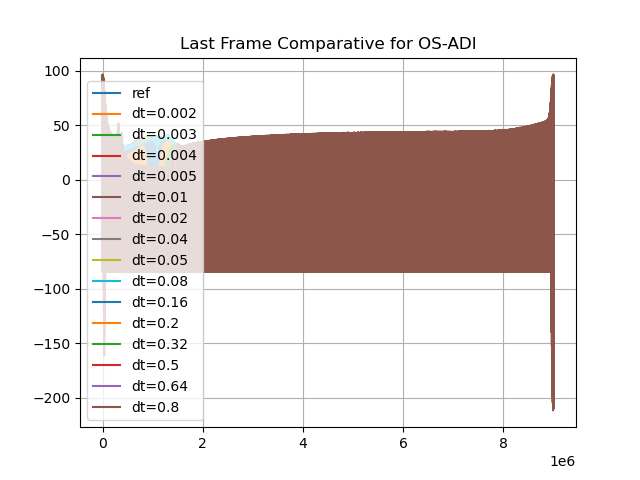 Last Frame Comparative for OS-ADI
100
50
0
−50
−100
−150
−200
ref
dt=0.002
dt=0.003
dt=0.004
dt=0.005
dt=0.01
dt=0.02
dt=0.04
dt=0.05
dt=0.08
dt=0.16
dt=0.2
dt=0.32
dt=0.5
dt=0.64
dt=0.8
0 2 4 6 8
1e6